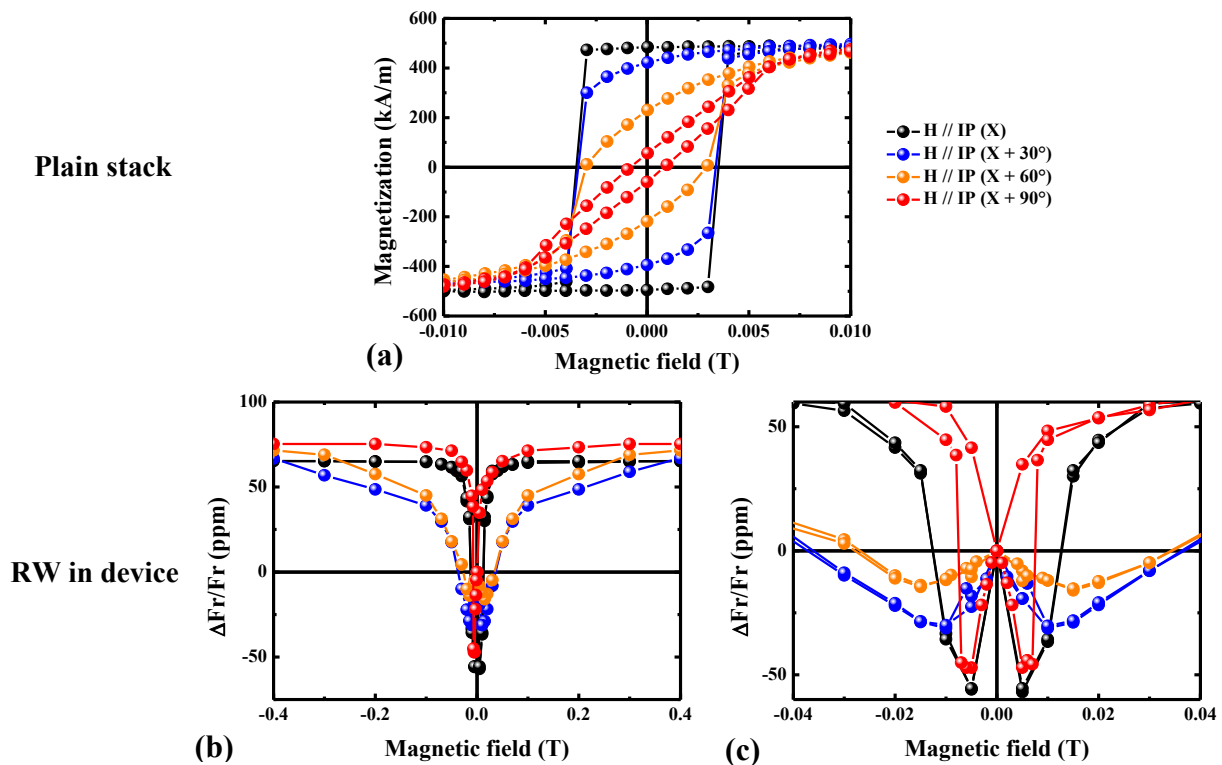 Plain stack
Magnetization (kA/m)
600
400
200
0
-200
-400
-600
-0.010
-0.005
0.000
0.005
0.010
Magnetic field (T)
(a)
H // IP (X)
H // IP (X + 30°)
H // IP (X + 60°)
H // IP (X + 90°)
RW in device
ΔFr/Fr (ppm)
100
50
0
-50
-0.4
-0.2
0.0
0.2
0.4
Magnetic field (T)
(b)
ΔFr/Fr (ppm)
50
0
-50
-0.04
-0.02
0.00
0.02
0.04
Magnetic field (T)
(c)